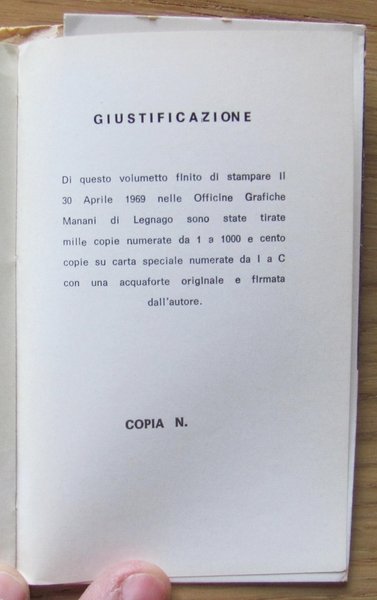 GIUSTIFICAZIONE
Di questo volumetto finito di stampare il
30 Aprile 1969 nelle Officine Grafiche
Manani di Legnago sono state tirate
mille copie numerate da 1 a 1000 e cento
copie su carta speciale numerate da I a C
con una acquaforte originale e firmata
dall'autore.
COPIA N.